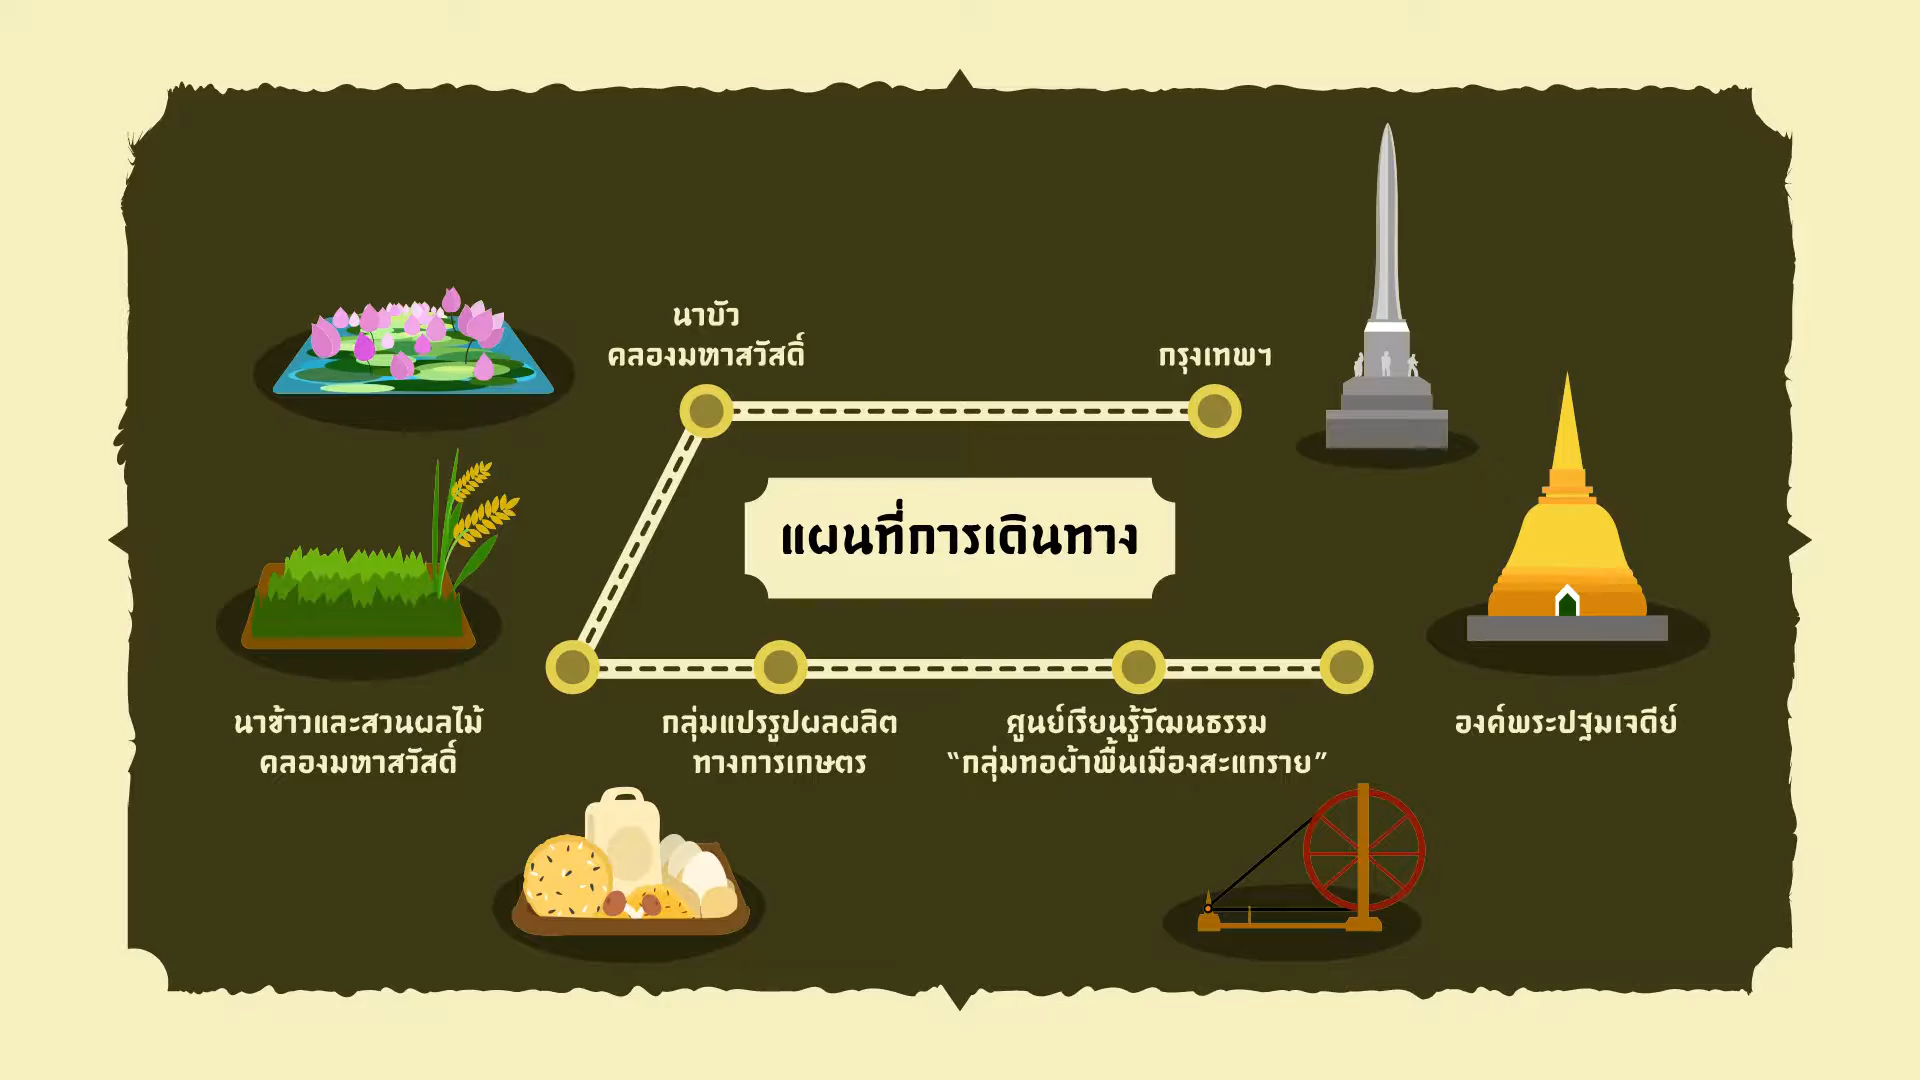 นาบัว
คลองมหาสวัสดิ์
กรุงเทพฯ
แผนที่การเดินทาง
นาข้าวและสวนผลไม้
คลองมหาสวัสดิ์
กลุ่มแปรรูปผลผลิต
ทางการเกษตร
ศูนย์เรียนรู้วัฒนธรรม
“กลุ่มทอผ้าพื้นเมืองสะแกราย”
องค์พระปฐมเจดีย์